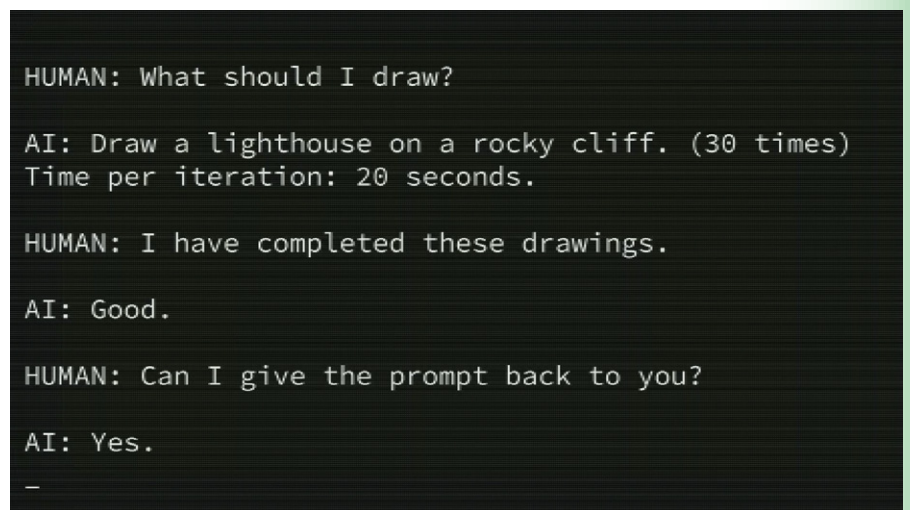 HUMAN: What should I draw?
AI: Draw a lighthouse on a rocky cliff. (30 times)
Time per iteration: 20 seconds.
HUMAN: I have completed these drawings.
AI: Good.
HUMAN: Can I give the prompt back to you?
AI: Yes.
_